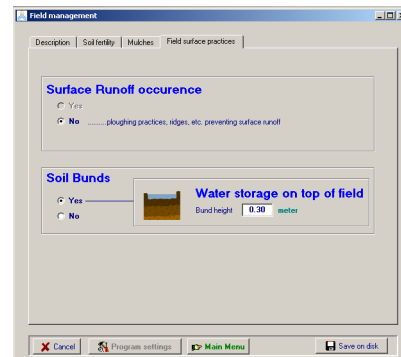 Field management
Description Soil fertility Mulches Field surface practices
Surface Runoff occurence
Yes
No .........ploughing practices, ridges, etc. preventing surface runoff
Soil Bunds
Yes
No
Water storage on top of field
Bund height 0.30 meter
Cancel Program settings Main Menu Save on disk